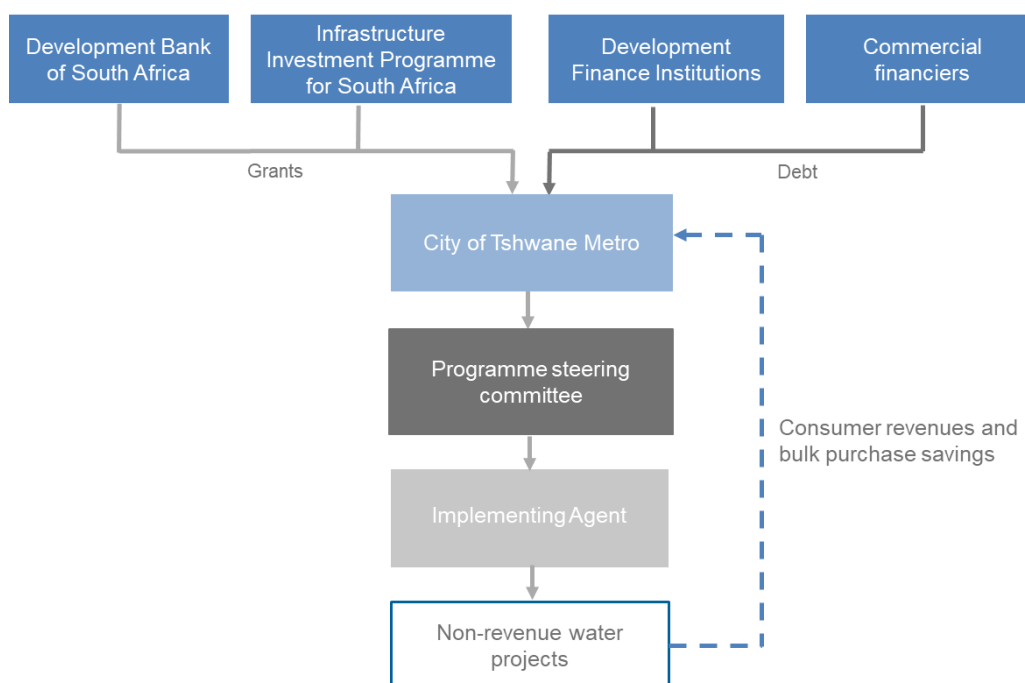 Development Bank
of South Africa
Infrastructure
Investment Programme
for South Africa
Development
Finance Institutions
Commercial
financiers
Grants
Debt
City of Tshwane Metro
Programme steering
committee
Consumer revenues and
bulk purchase savings
Implementing Agent
Non-revenue water
projects